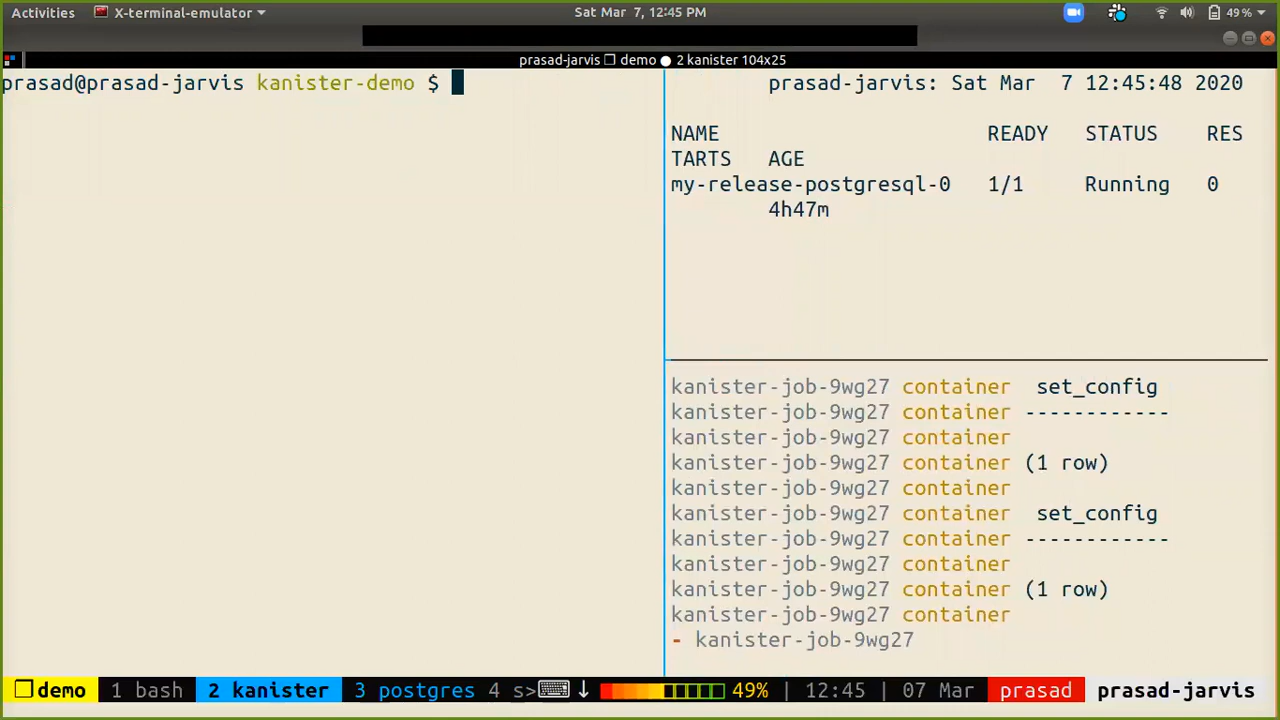 Activities X-terminal-emulator Sat Mar 7, 12:45 PM 49%
prasad-jarvis ❐ demo ● 2 kanister 104x25
prasad@prasad-jarvis kanister-demo $
prasad-jarvis: Sat Mar 7 12:45:48 2020
NAME READY STATUS RES
TARTS AGE
my-release-postgresql-0 1/1 Running 0
4h47m
kanister-job-9wg27 container set_config
kanister-job-9wg27 container ------------
kanister-job-9wg27 container
kanister-job-9wg27 container (1 row)
kanister-job-9wg27 container
kanister-job-9wg27 container set_config
kanister-job-9wg27 container ------------
kanister-job-9wg27 container
kanister-job-9wg27 container (1 row)
kanister-job-9wg27 container
- kanister-job-9wg27
❐ demo 1 bash 2 kanister 3 postgres 4 s>⌨ ↓ 49% | 12:45 | 07 Mar prasad prasad-jarvis